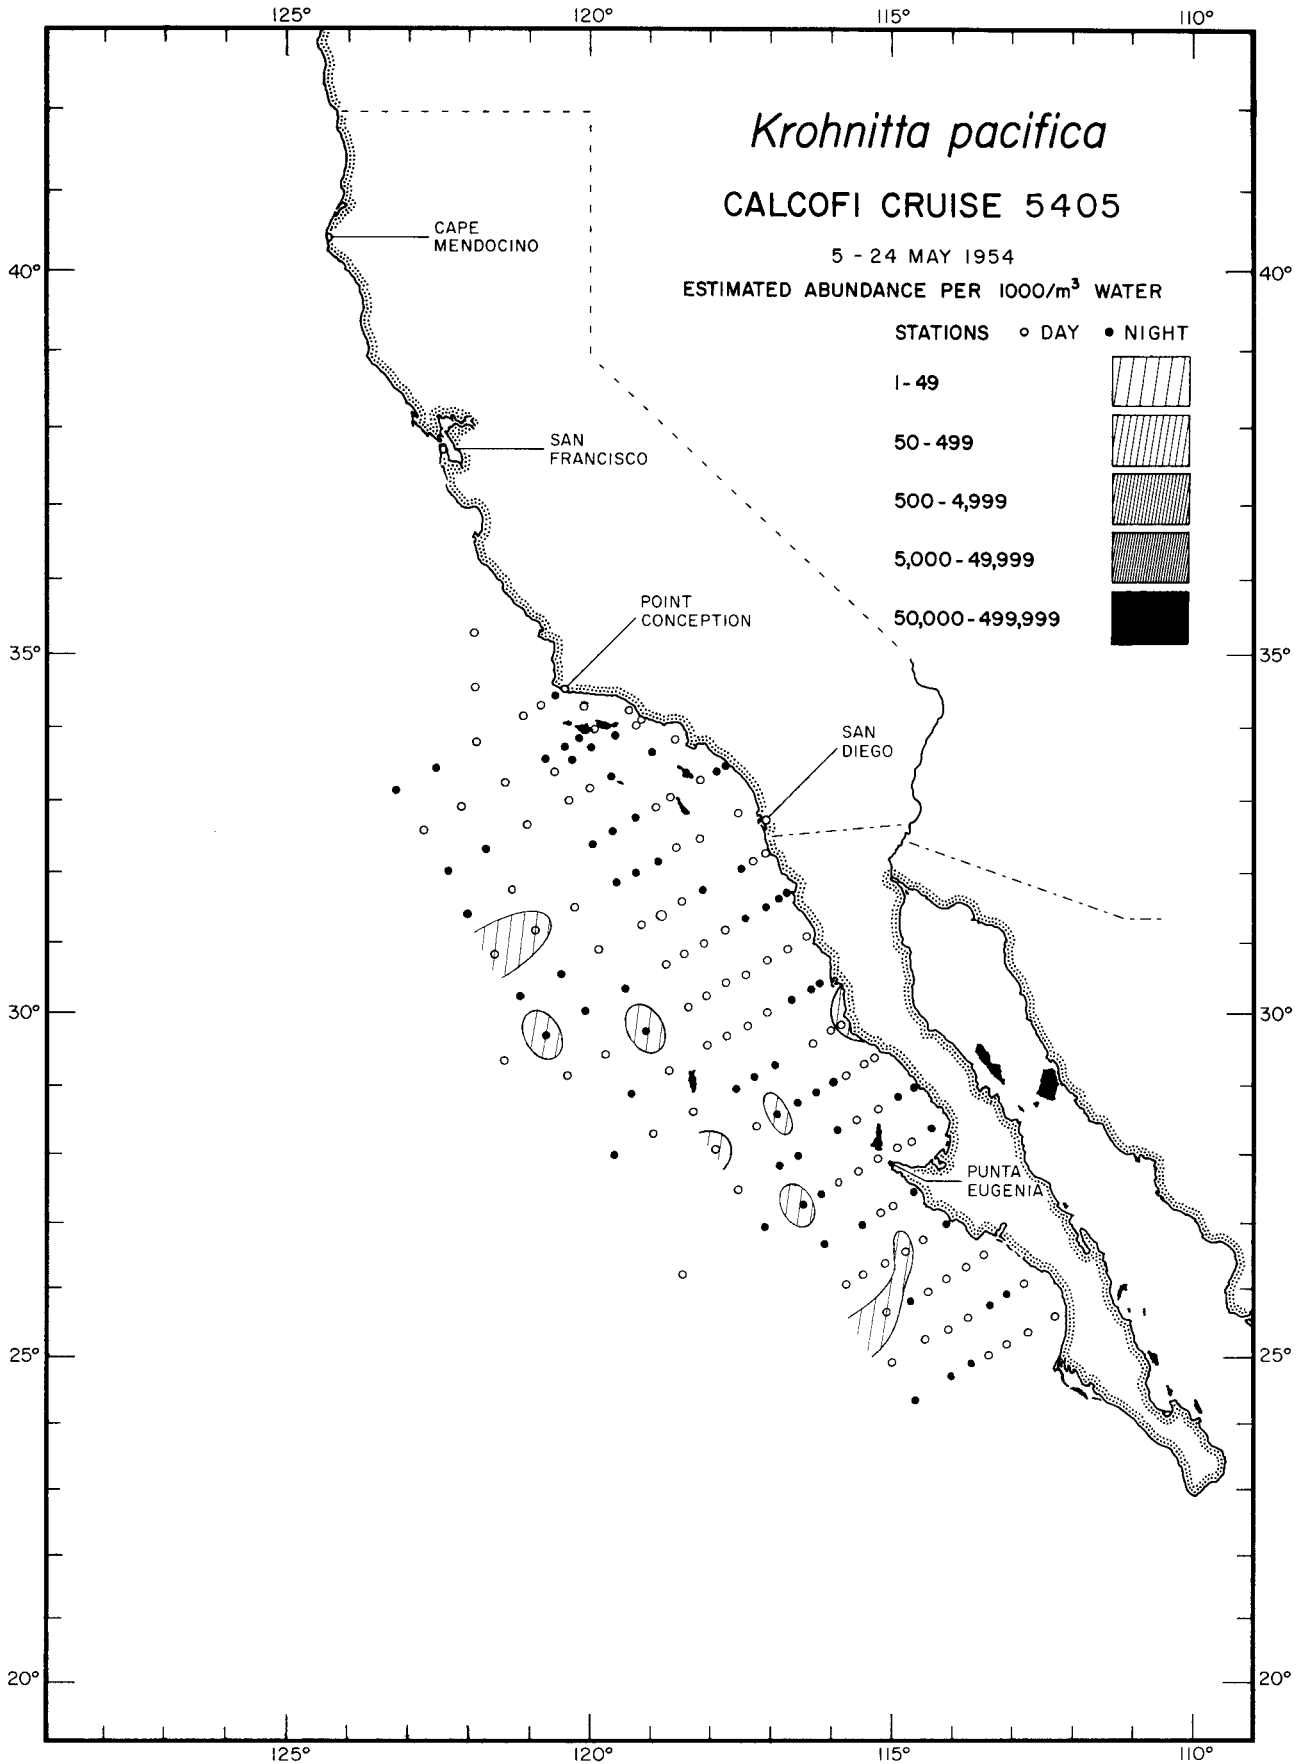 125° 120° 115° 110°
Krohnitta pacifica
CALCOFI CRUISE 5405
5 - 24 MAY 1954
ESTIMATED ABUNDANCE PER 1000/m³ WATER
STATIONS ○ DAY ● NIGHT
1 - 49
50 - 499
500 - 4,999
5,000 - 49,999
50,000 - 499,999
CAPE
MENDOCINO
40° 40°
SAN
FRANCISCO
POINT
CONCEPTION
35° 35°
SAN
DIEGO
30° 30°
PUNTA
EUGENIA
25° 25°
20° 20°
125° 120° 115° 110°